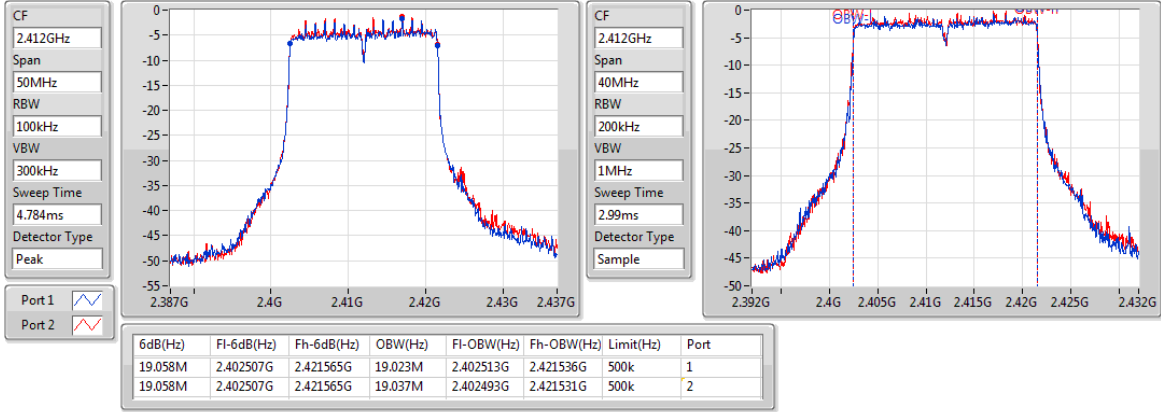 CF
2.412GHz
Span
50MHz
RBW
100kHz
VBW
300kHz
Sweep Time
4.784ms
Detector Type
Peak
0
-5
-10
-15
-20
-25
-30
-35
-40
-45
-50
-55
2.387G 2.4G 2.41G 2.42G 2.43G 2.437G
CF
2.412GHz
Span
40MHz
RBW
200kHz
VBW
1MHz
Sweep Time
2.99ms
Detector Type
Sample
0
-5
-10
-15
-20
-25
-30
-35
-40
-45
-50
2.392G 2.4G 2.405G 2.41G 2.415G 2.42G 2.425G 2.432G
Port 1
Port 2
6dB(Hz) Fl-6dB(Hz) Fh-6dB(Hz) OBW(Hz) Fl-OBW(Hz) Fh-OBW(Hz) Limit(Hz) Port
19.058M 2.402507G 2.421565G 19.023M 2.402513G 2.421536G 500k 1
19.058M 2.402507G 2.421565G 19.037M 2.402493G 2.421531G 500k 2